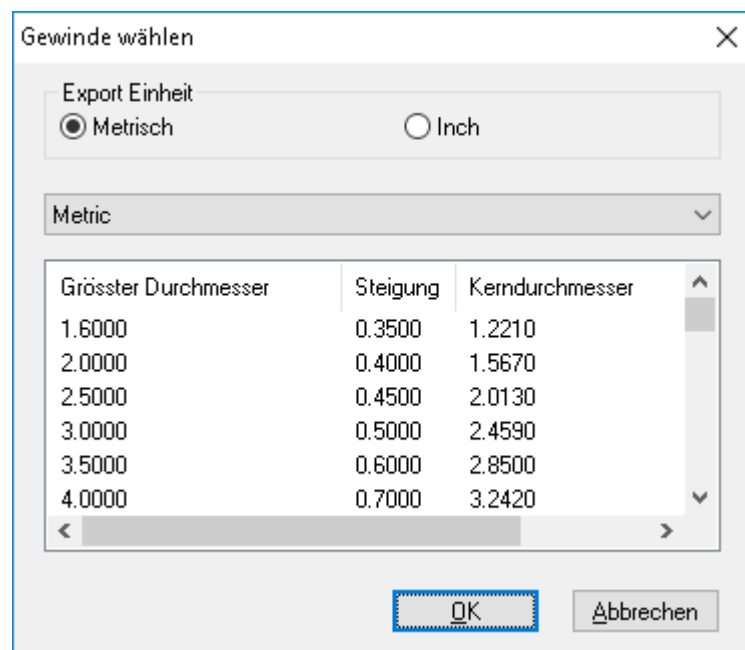 Gewinde wählen
Export Einheit
Metrisch Inch
Metric
Grösster Durchmesser Steigung Kerndurchmesser
1.6000 0.3500 1.2210
2.0000 0.4000 1.5670
2.5000 0.4500 2.0130
3.0000 0.5000 2.4590
3.5000 0.6000 2.8500
4.0000 0.7000 3.2420
OK Abbrechen